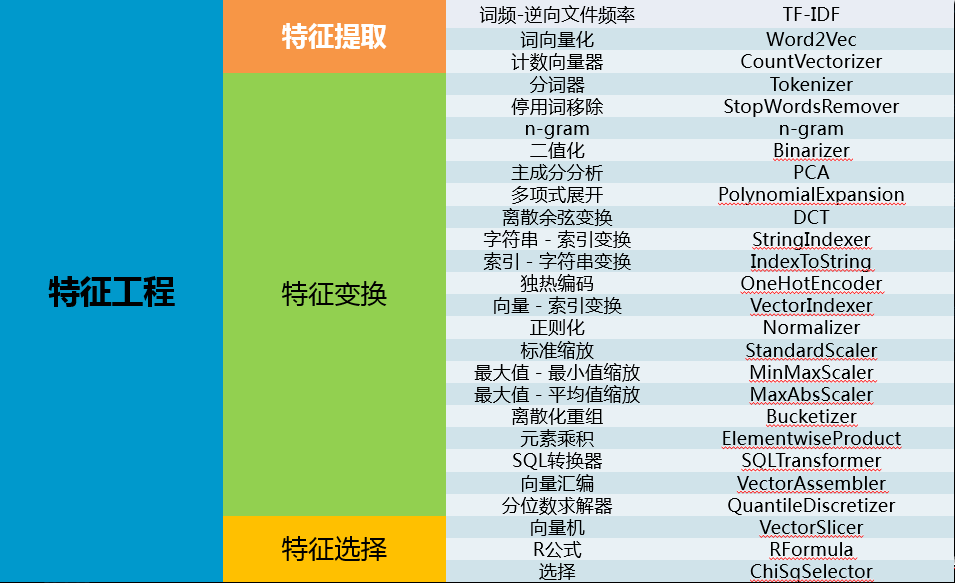 特征工程
特征提取
词频-逆向文件频率 TF-IDF
词向量化 Word2Vec
计数向量器 CountVectorizer
特征变换
分词器 Tokenizer
停用词移除 StopWordsRemover
n-gram n-gram
二值化 Binarizer
主成分分析 PCA
多项式展开 PolynomialExpansion
离散余弦变换 DCT
字符串-索引变换 StringIndexer
索引-字符串变换 IndexToString
独热编码 OneHotEncoder
向量-索引变换 VectorIndexer
正则化 Normalizer
标准缩放 StandardScaler
最大值-最小值缩放 MinMaxScaler
最大值-平均值缩放 MaxAbsScaler
离散化重组 Bucketizer
元素乘积 ElementwiseProduct
SQL转换器 SQLTransformer
向量汇编 VectorAssembler
分位数求解器 QuantileDiscretizer
特征选择
向量机 VectorSlicer
R公式 RFormula
选择 ChiSqSelector